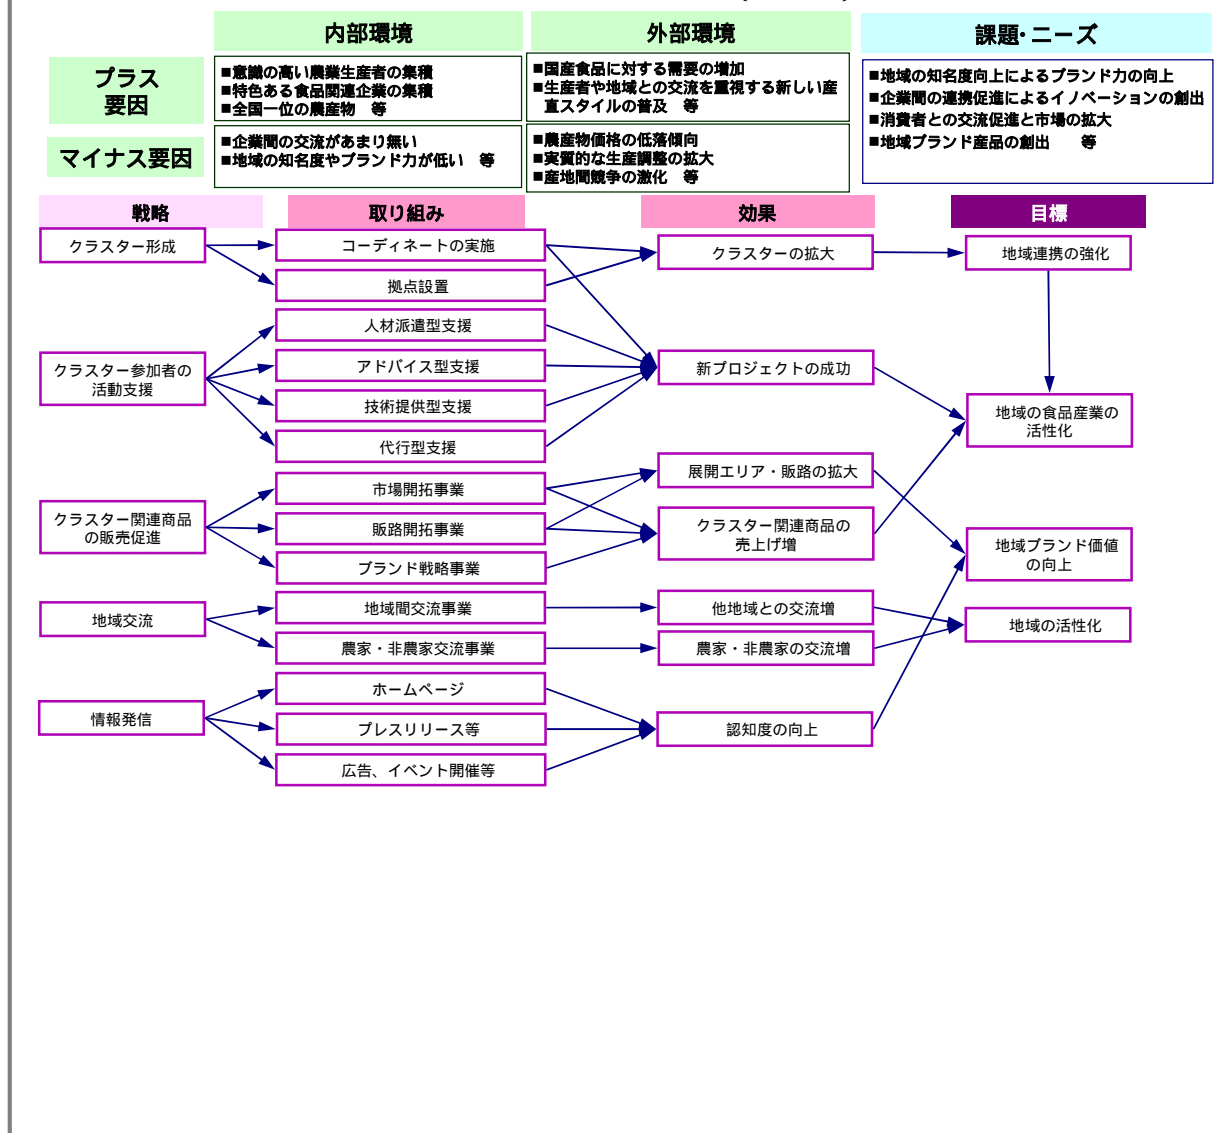 内部環境
外部環境
課題・ニーズ
プラス
要因
■意識の高い農業生産者の集積
■特色ある食品関連企業の集積
■全国一位の農産物　等
■国産食品に対する需要の増加
■生産者や地域との交流を重視する新しい産
直スタイルの普及　等
■地域の知名度向上によるブランド力の向上
■企業間の連携促進によるイノベーションの創出
■消費者との交流促進と市場の拡大
■地域ブランド産品の創出　　等
マイナス要因
■企業間の交流があまり無い
■地域の知名度やブランド力が低い　等
■農産物価格の低落傾向
■実質的な生産調整の拡大
■産地間競争の激化　等
戦略
取り組み
効果
目標
クラスター形成
クラスター参加者の
活動支援
クラスター関連商品
の販売促進
地域交流
情報発信
コーディネートの実施
拠点設置
人材派遣型支援
アドバイス型支援
技術提供型支援
代行型支援
市場開拓事業
販路開拓事業
ブランド戦略事業
地域間交流事業
農家・非農家交流事業
ホームページ
プレスリリース等
広告、イベント開催等
クラスターの拡大
新プロジェクトの成功
展開エリア・販路の拡大
クラスター関連商品の
売上げ増
他地域との交流増
農家・非農家の交流増
認知度の向上
地域連携の強化
地域の食品産業の
活性化
地域ブランド価値
の向上
地域の活性化